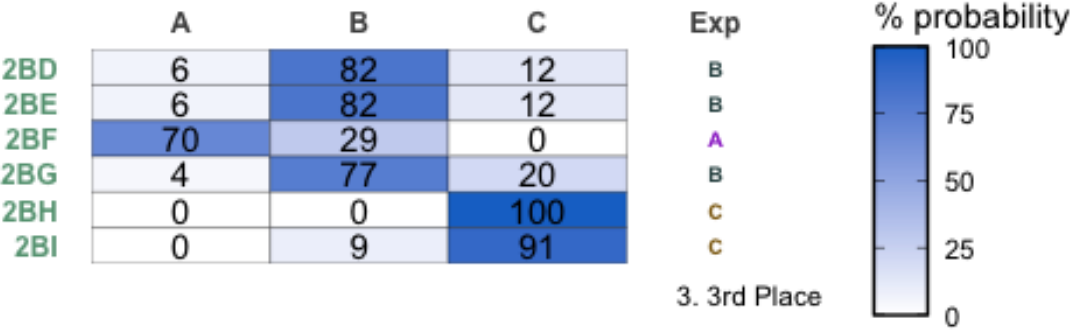 A B C Exp % probability
2BD 6 82 12 B 100
2BE 6 82 12 B
2BF 70 29 0 A 75
2BG 4 77 20 B 50
2BH 0 0 100 C
2BI 0 9 91 C 25
3. 3rd Place 0